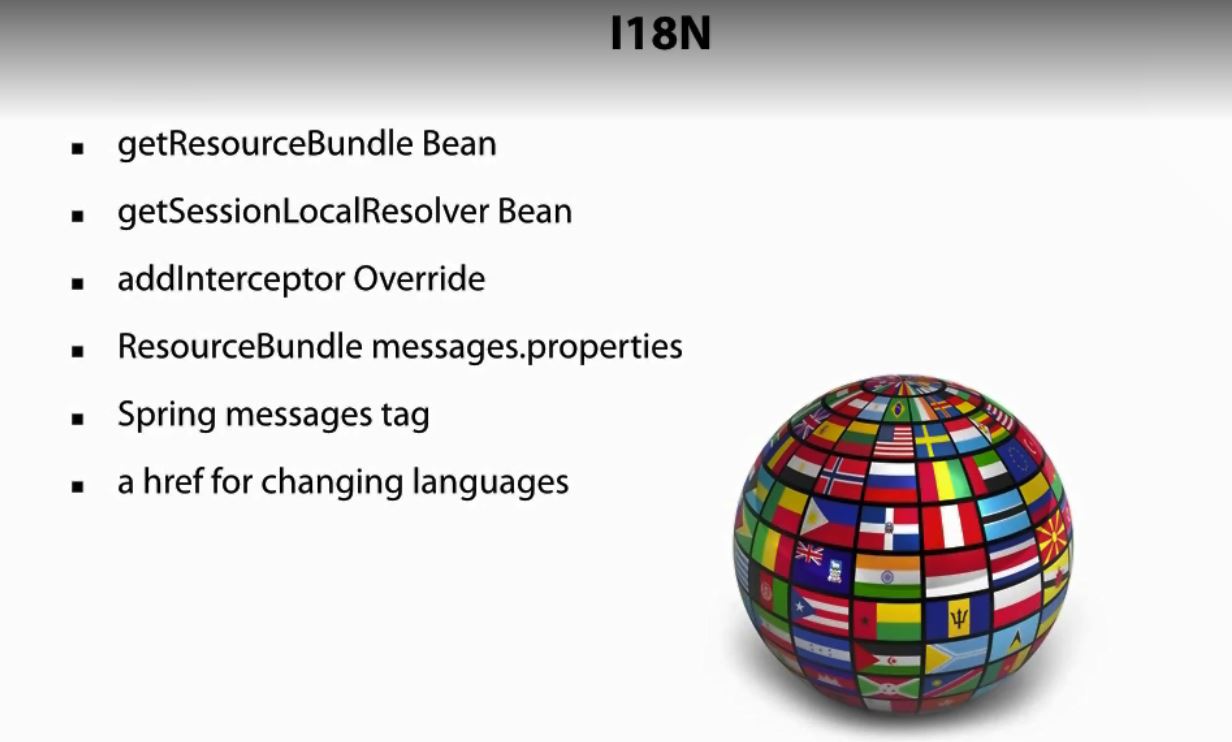 I18N
getResourceBundle Bean
getSessionLocalResolver Bean
addInterceptor Override
ResourceBundle messages.properties
Spring messages tag
a href for changing languages